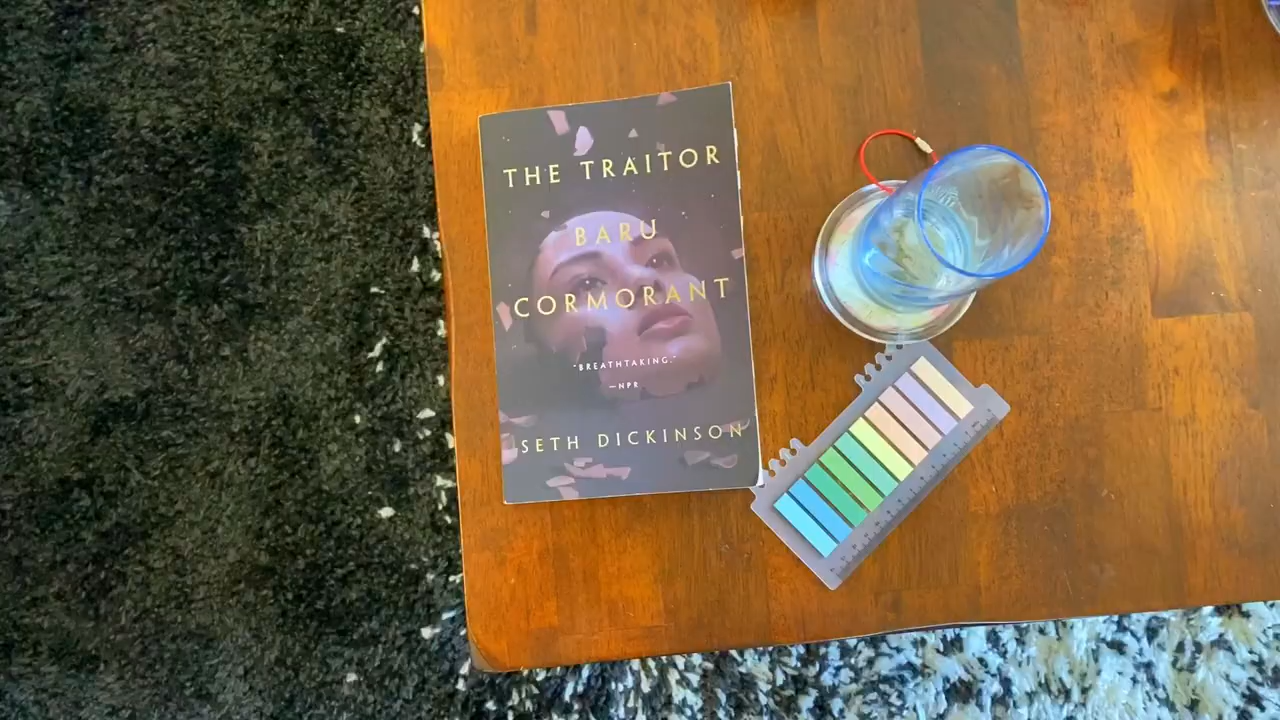 THE TRAITOR
BARU
CORMORANT
"BREATHTAKING."
—NPR
SETH DICKINSON